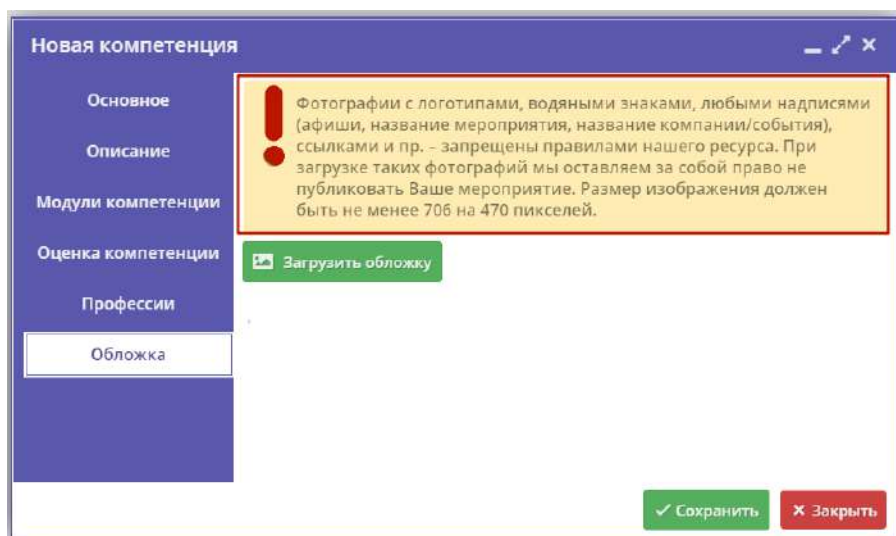 Новая компетенция
Основное
Описание
Модули компетенции
Оценка компетенции
Профессии
Обложка
Фотографии с логотипами, водяными знаками, любыми надписями
(афиши, название мероприятия, название компании/события),
ссылками и пр. – запрещены правилами нашего ресурса. При
загрузке таких фотографий мы оставляем за собой право не
публиковать Ваше мероприятие. Размер изображения должен
быть не менее 706 на 470 пикселей.
Загрузить обложку
Сохранить
Закрыть